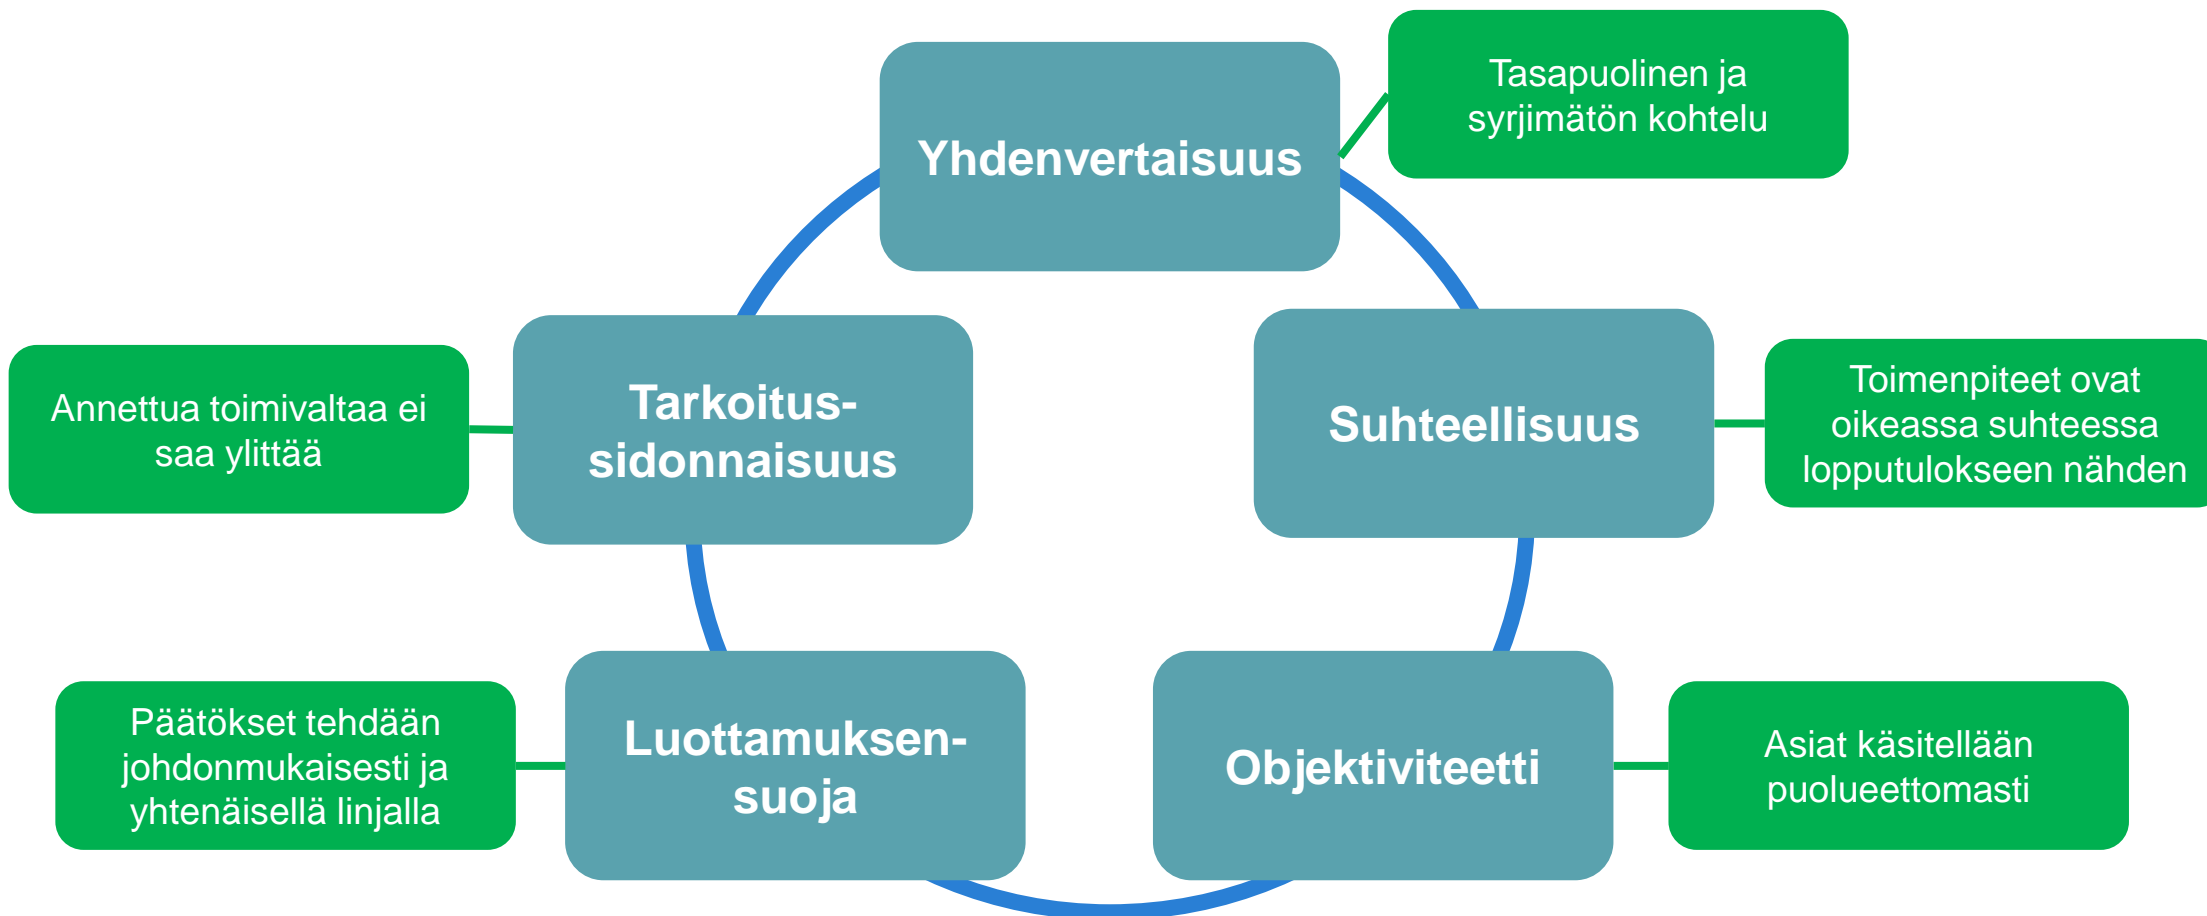 Yhdenvertaisuus
Tasapuolinen ja
syrjimätön kohtelu
Suhteellisuus
Toimenpiteet ovat
oikeassa suhteessa
lopputulokseen nähden
Objektiviteetti
Asiat käsitellään
puolueettomasti
Luottamuksen-
suoja
Päätökset tehdään
johdonmukaisesti ja
yhtenäisellä linjalla
Tarkoitus-
sidonnaisuus
Annettua toimivaltaa ei
saa ylittää